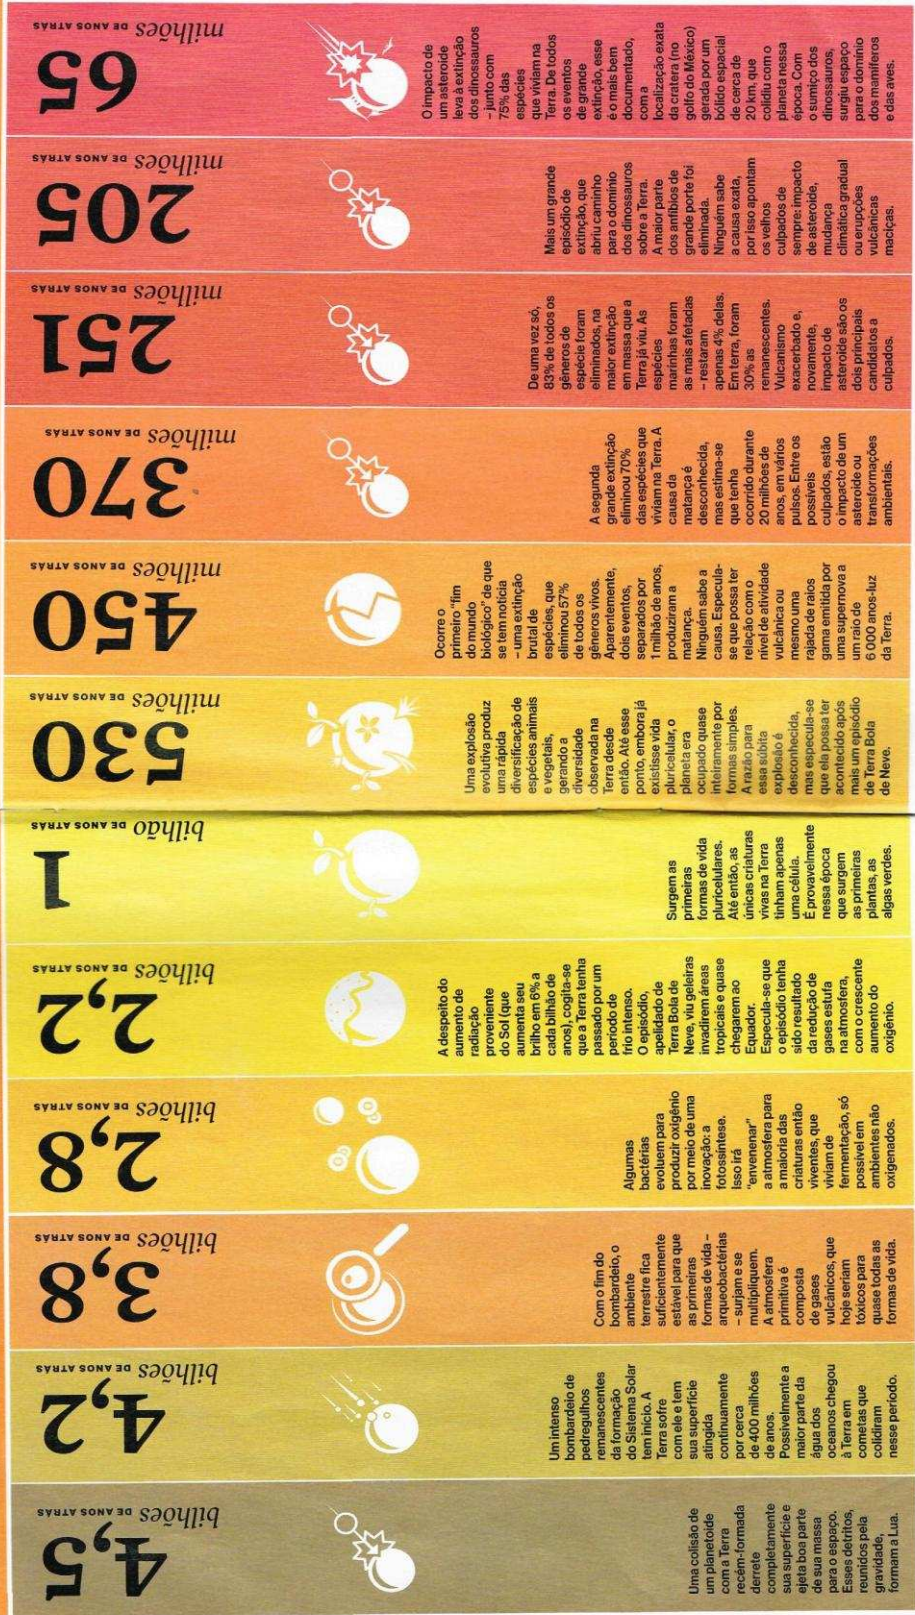 4,5
bilhões DE ANOS ATRÁS
Uma colisão de
um planetoide
com a Terra
recém-formada
derrete
completamente
sua superfície e
ejeta boa parte
de sua massa
para o espaço.
Esses detritos,
reunidos pela
gravidade,
formam a Lua.
4,2
bilhões DE ANOS ATRÁS
Um intenso
bombardeio de
pedregulhos
remanescentes
da formação
do Sistema Solar
tem início. A
Terra sofre
com ele e tem
sua superfície
atingida
continuamente
por cerca
de 400 milhões
de anos.
Possivelmente a
maior parte da
água dos
oceanos chegou
à Terra em
cometas que
colidiram
nesse período.
3,8
bilhões DE ANOS ATRÁS
Com o fim do
bombardeio, o
ambiente
terrestre fica
suficientemente
estável para que
as primeiras
formas de vida –
arqueobactérias
– surjam e se
multipliquem.
A atmosfera
primitiva é
composta
de gases
vulcânicos, que
hoje seriam
tóxicos para
quase todas as
formas de vida.
2,8
bilhões DE ANOS ATRÁS
Algumas
bactérias
evoluem para
produzir oxigênio
por meio de uma
inovação: a
fotossíntese.
Isso irá
"envenenar"
a atmosfera para
a maioria das
criaturas então
viventes, que
viviam de
fermentação, só
possível em
ambientes não
oxigenados.
2,2
bilhões DE ANOS ATRÁS
A despeito do
aumento de
radiação
proveniente
do Sol (que
aumenta seu
brilho em 6% a
cada bilhão de
anos), cogita-se
que a Terra tenha
passado por um
período de
frio intenso.
O episódio,
apelidado de
Terra Bola de
Neve, viu geleiras
invadirem áreas
tropicais e quase
chegarem ao
Equador.
Especula-se que
o episódio tenha
sido resultado
da redução de
gases estufa
na atmosfera,
com o crescente
aumento do
oxigênio.
1
bilhão DE ANOS ATRÁS
Surgem as
primeiras
formas de vida
pluricelulares.
Até então, as
únicas criaturas
vivas na Terra
tinham apenas
uma célula.
É provavelmente
nessa época
que surgem
as primeiras
plantas, as
algas verdes.
530
milhões DE ANOS ATRÁS
Uma explosão
evolutiva produz
uma rápida
diversificação de
espécies animais
e vegetais,
gerando a
diversidade
observada na
Terra desde
então. Até esse
ponto, embora já
existisse vida
pluricelular, o
planeta era
ocupado quase
inteiramente por
formas simples.
A razão para
essa súbita
explosão é
desconhecida,
mas especula-se
que ela possa ter
acontecido após
mais um episódio
de Terra Bola
de Neve.
450
milhões DE ANOS ATRÁS
Ocorre o
primeiro "fim
do mundo
biológico" de que
se tem notícia
– uma extinção
brutal de
espécies, que
eliminou 57%
de todos os
gêneros vivos.
Aparentemente,
dois eventos,
separados por
1 milhão de anos,
produziram a
matança.
Ninguém sabe a
causa. Especula-
se que possa ter
relação com o
nível de atividade
vulcânica ou
mesmo uma
rajada de raios
gama emitida por
uma supernova a
um raio de
6 000 anos-luz
da Terra.
370
milhões DE ANOS ATRÁS
A segunda
grande extinção
eliminou 70%
das espécies que
viviam na Terra. A
causa da
matança é
desconhecida,
mas estima-se
que tenha
ocorrido durante
20 milhões de
anos, em vários
pulsos. Entre os
possíveis
culpados, estão
o impacto de um
asteroide ou
transformações
ambientais.
251
milhões DE ANOS ATRÁS
De uma vez só,
83% de todos os
gêneros de
espécie foram
eliminados, na
maior extinção
em massa que a
Terra já viu. As
espécies
marinhas foram
as mais afetadas
– restaram
apenas 4% delas.
Em terra, foram
30% as
remanescentes.
Vulcanismo
exacerbado e,
novamente,
impacto de
asteroide são os
dois principais
candidatos a
culpados.
205
milhões DE ANOS ATRÁS
Mais um grande
episódio de
extinção, que
abriu caminho
para o domínio
dos dinossauros
sobre a Terra.
A maior parte
dos anfíbios de
grande porte foi
eliminada.
Ninguém sabe
a causa exata,
por isso apontam
os velhos
culpados de
sempre: impacto
de asteroide,
mudança
climática gradual
ou erupções
vulcânicas
maciças.
65
milhões DE ANOS ATRÁS
O impacto de
um asteroide
leva à extinção
dos dinossauros
– junto com
75% das
espécies
que viviam na
Terra. De todos
os eventos
de grande
extinção, esse
é o mais bem
documentado,
com a
localização exata
da cratera (no
golfo do México)
gerada por um
bólido espacial
de cerca de
20 km, que
colidiu com o
planeta nessa
época. Com
o sumiço dos
dinossauros,
surgiu espaço
para o domínio
dos mamíferos
e das aves.